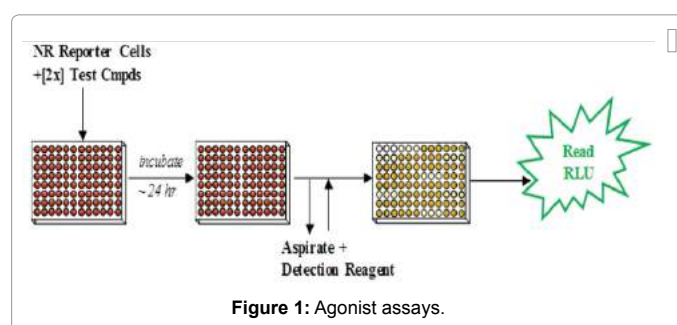 NR Reporter Cells
+[2x] Test Cmpds
incubate
~24 hr
Aspirate +
Detection Reagent
Read
RLU
Figure 1: Agonist assays.